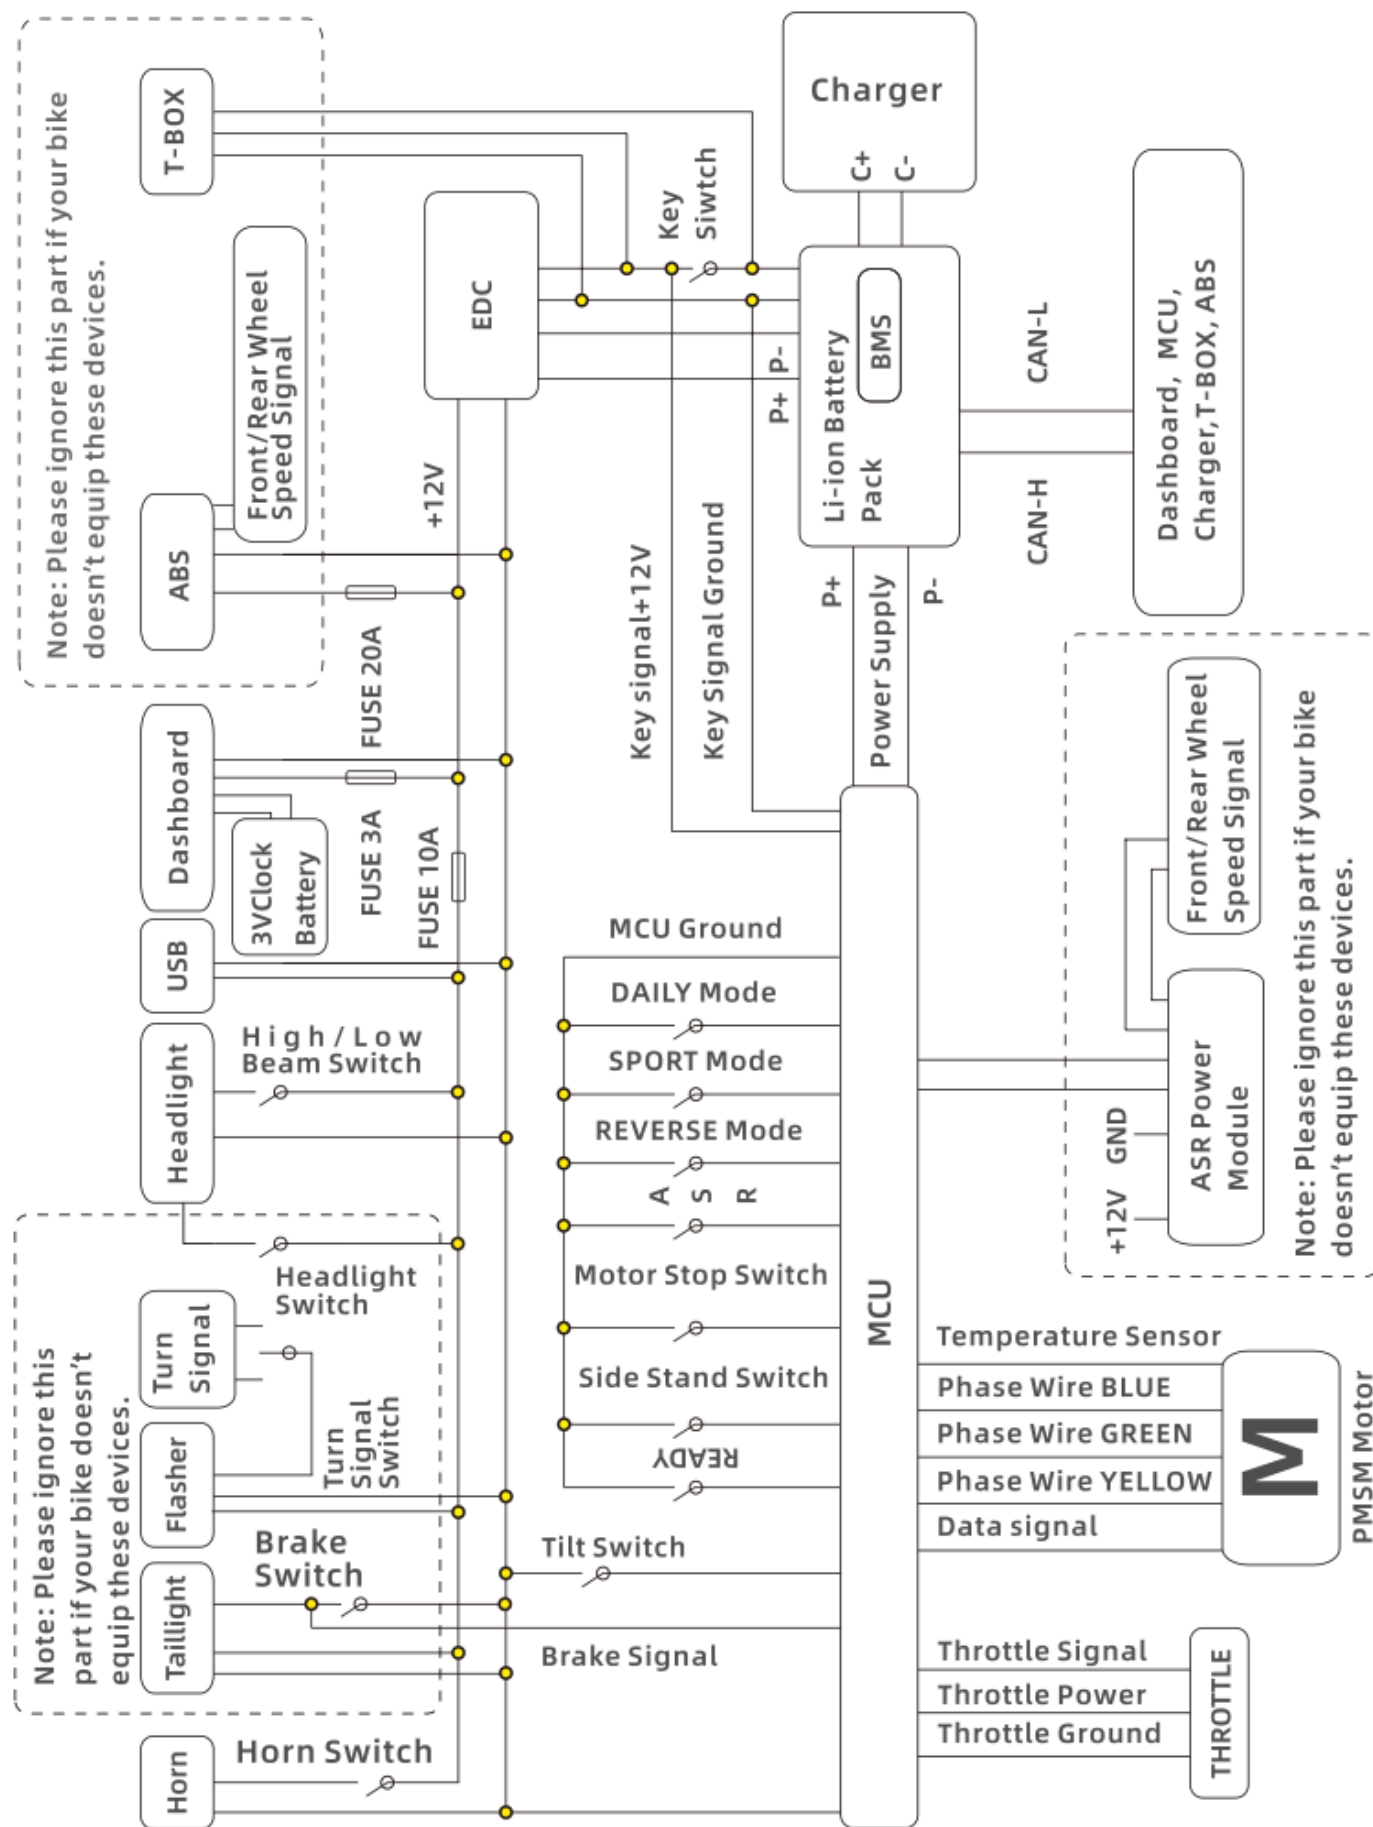 Note: Please ignore this part if your bike
doesn't equip these devices.
T-BOX
Front/Rear Wheel
Speed Signal
ABS
EDC
+12V
FUSE 20A
Charger
C+
C-
Key
Siwtch
Li-ion Battery
Pack
BMS
P+
P-
Key signal+12V
Key Signal Ground
P+
Power Supply
P-
CAN-L
CAN-H
Dashboard, MCU,
Charger,T-BOX, ABS
Dashboard
3VClock
Battery
FUSE 3A
FUSE 10A
USB
Headlight
High/Low
Beam Switch
Headlight
Switch
Note: Please ignore this
part if your bike doesn't
equip these devices.
Turn
Signal
Flasher
Turn
Signal
Switch
Taillight
Brake
Switch
Horn
Horn Switch
MCU Ground
DAILY Mode
SPORT Mode
REVERSE Mode
A S R
Motor Stop Switch
Side Stand Switch
READY
Tilt Switch
Brake Signal
MCU
Front/Rear Wheel
Speed Signal
ASR Power
Module
GND
+12V
Note: Please ignore this part if your bike
doesn't equip these devices.
Temperature Sensor
Phase Wire BLUE
Phase Wire GREEN
Phase Wire YELLOW
Data signal
M
PMSM Motor
Throttle Signal
Throttle Power
Throttle Ground
THROTTLE